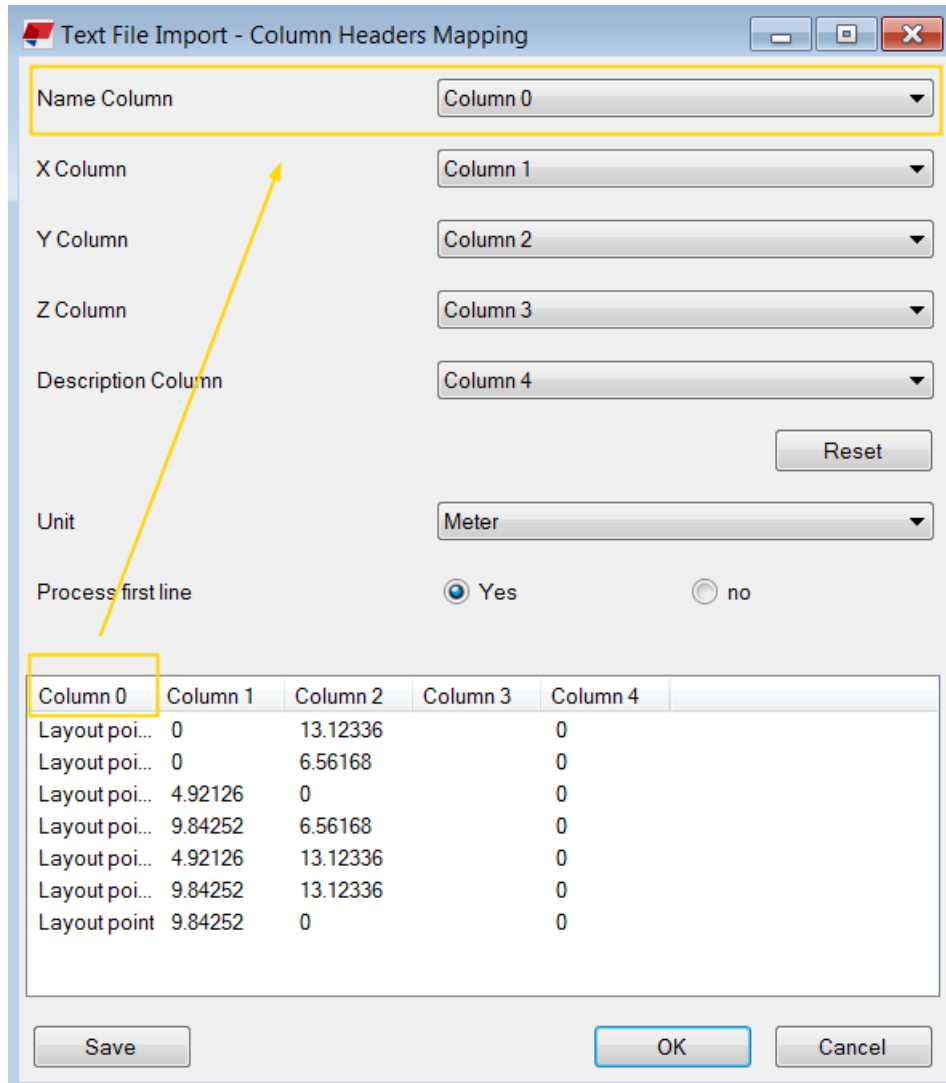 Text File Import - Column Headers Mapping
Name Column Column 0
X Column Column 1
Y Column Column 2
Z Column Column 3
Description Column Column 4
Reset
Unit Meter
Process first line Yes no
Column 0 Column 1 Column 2 Column 3 Column 4
Layout poi... 0 13.12336 0
Layout poi... 0 6.56168 0
Layout poi... 4.92126 0 0
Layout poi... 9.84252 6.56168 0
Layout poi... 4.92126 13.12336 0
Layout poi... 9.84252 13.12336 0
Layout point 9.84252 0 0
Save OK Cancel